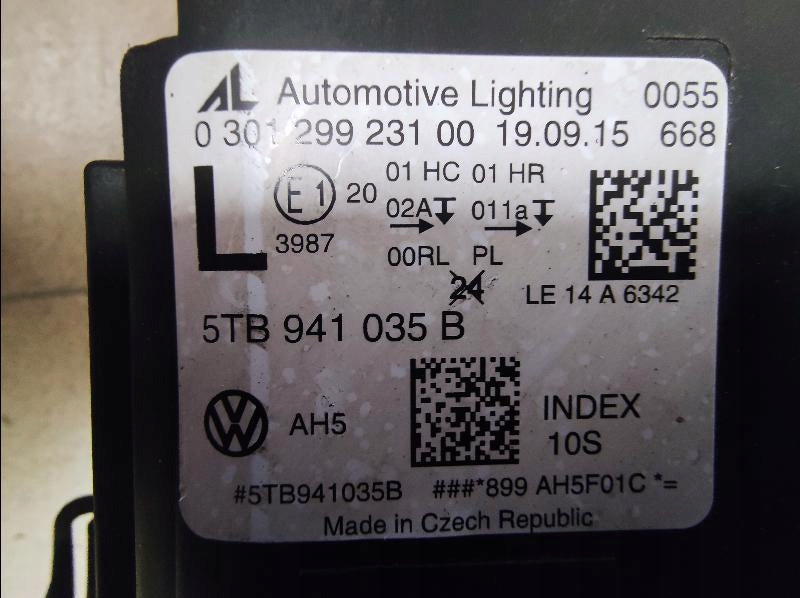 AL Automotive Lighting 0055
0 301 299 231 00 19.09.15 668
L E1 20 01 HC 01 HR
02A 011a
3987 00RL PL
24 LE 14 A 6342
5TB 941 035 B
VW AH5 INDEX
10S
#5TB941035B ###*899 AH5F01C *=
Made in Czech Republic